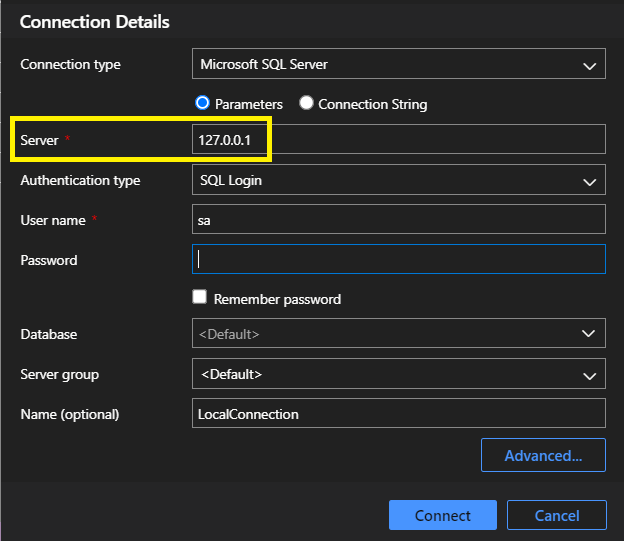 Connection Details
Connection type Microsoft SQL Server
Parameters Connection String
Server * 127.0.0.1
Authentication type SQL Login
User name * sa
Password
Remember password
Database <Default>
Server group <Default>
Name (optional) LocalConnection
Advanced...
Connect Cancel